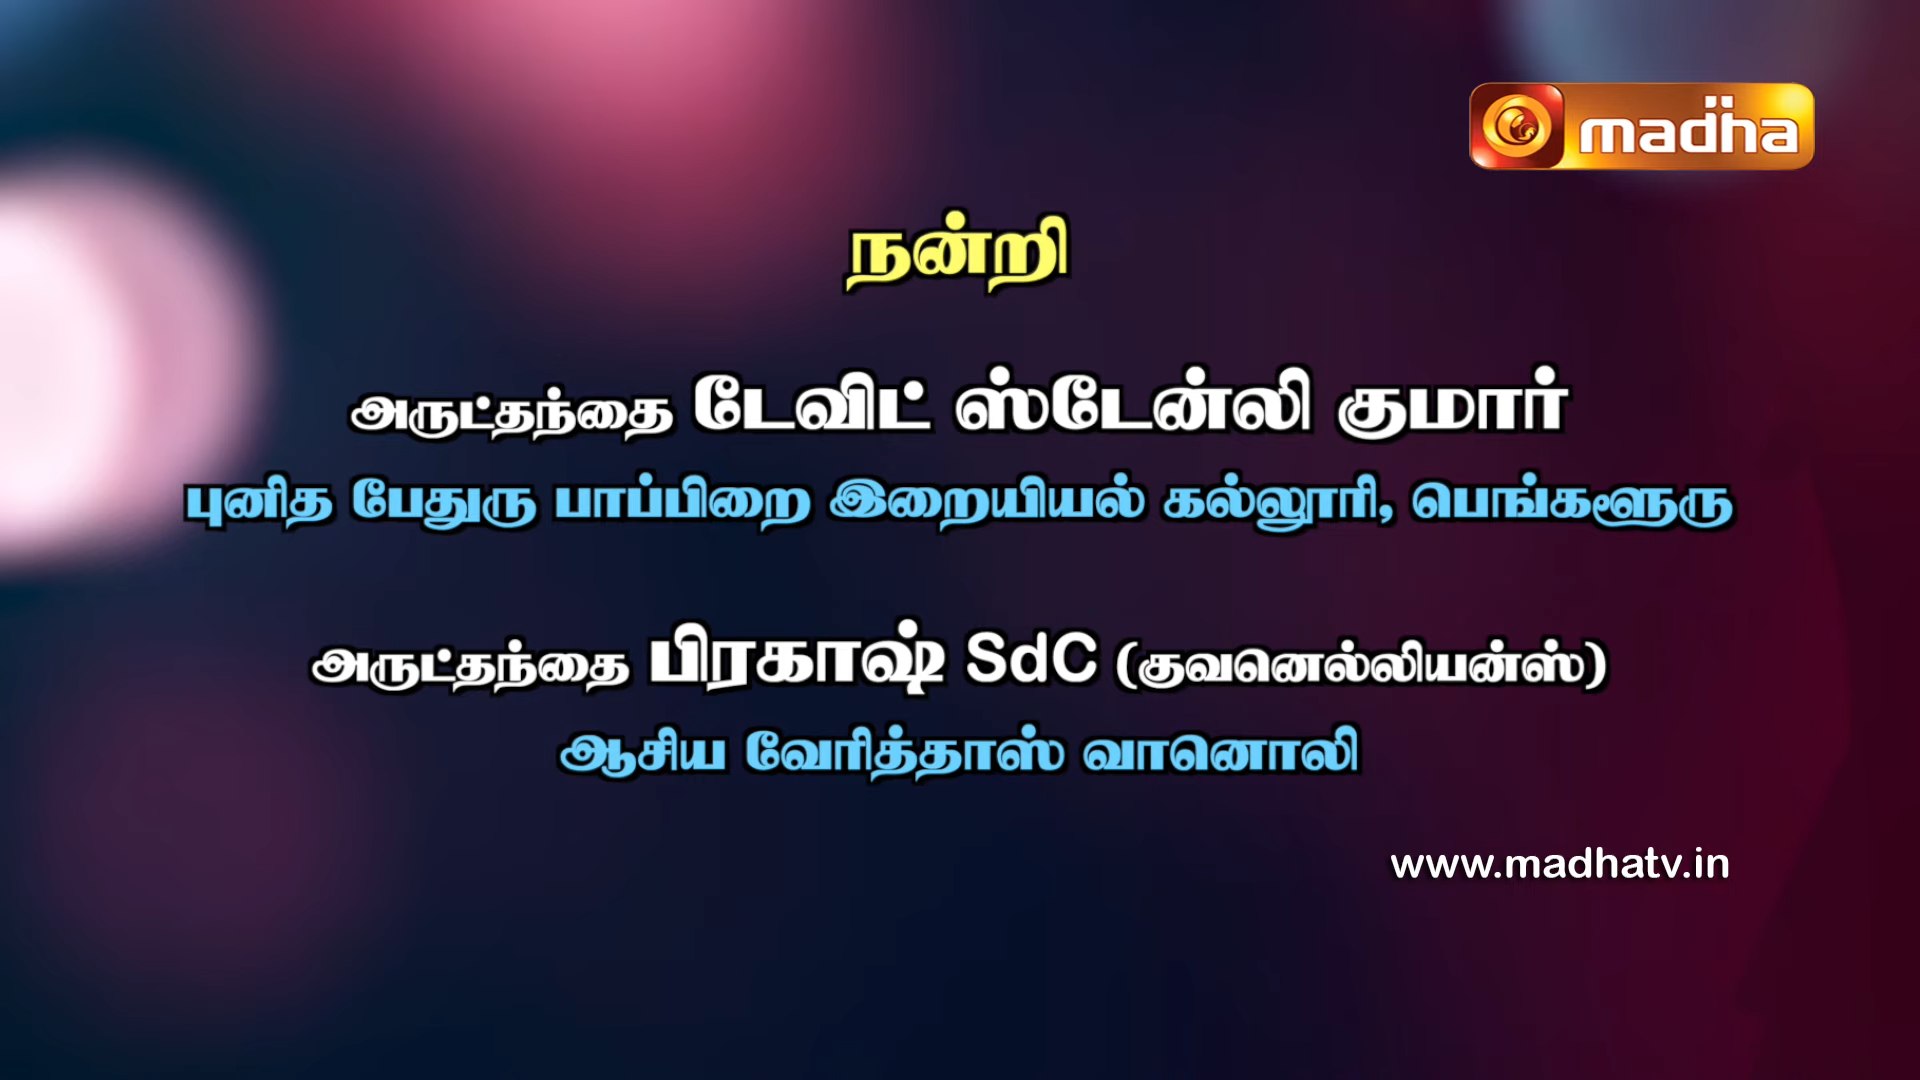 madha
நன்றி
அருட்தந்தை டேவிட் ஸ்டேன்லி குமார்
புனித பேதுரு பாப்பிறை இறையியல் கல்லூரி, பெங்களூரு
அருட்தந்தை பிரகாஷ் SdC (குவனெல்லியன்ஸ்)
ஆசிய வேரித்தாஸ் வானொலி
www.madhatv.in